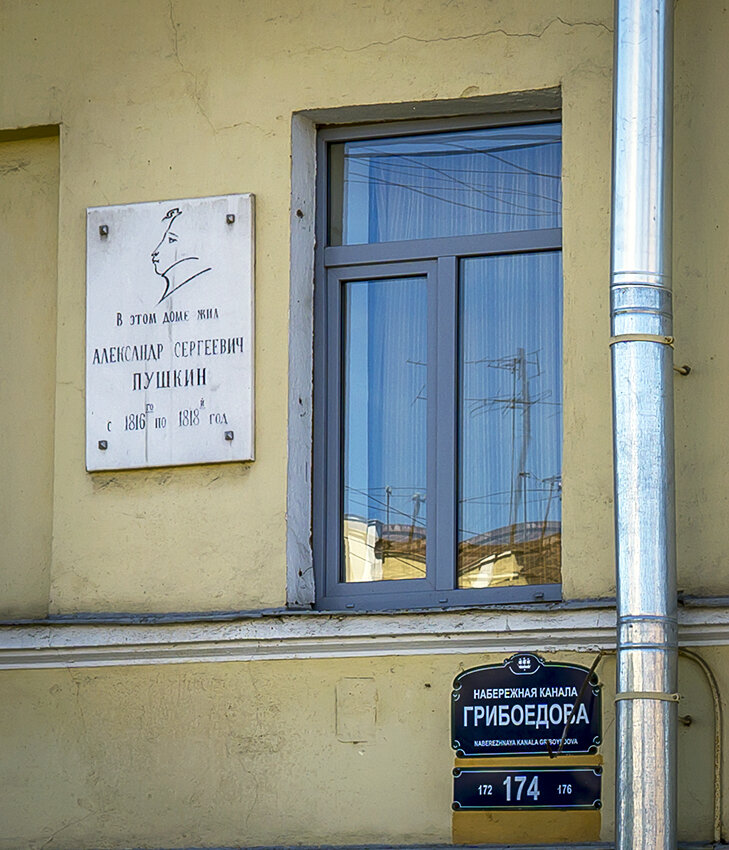 В этом доме жил
Александр Сергеевич
Пушкин
с 1816го по 1818й год
НАБЕРЕЖНАЯ КАНАЛА
ГРИБОЕДОВА
NABEREZHNAYA KANALA GRIBOYEDOVA
172 174 176